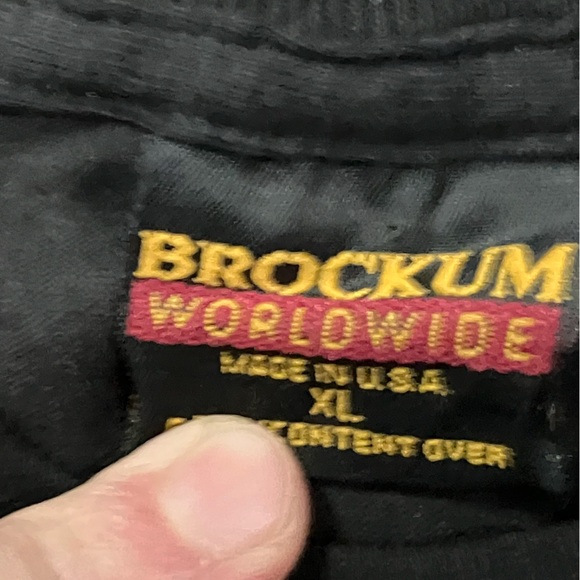 BROCKUM
WORLDWIDE
MADE IN U.S.A.
XL
CONTENT OVER